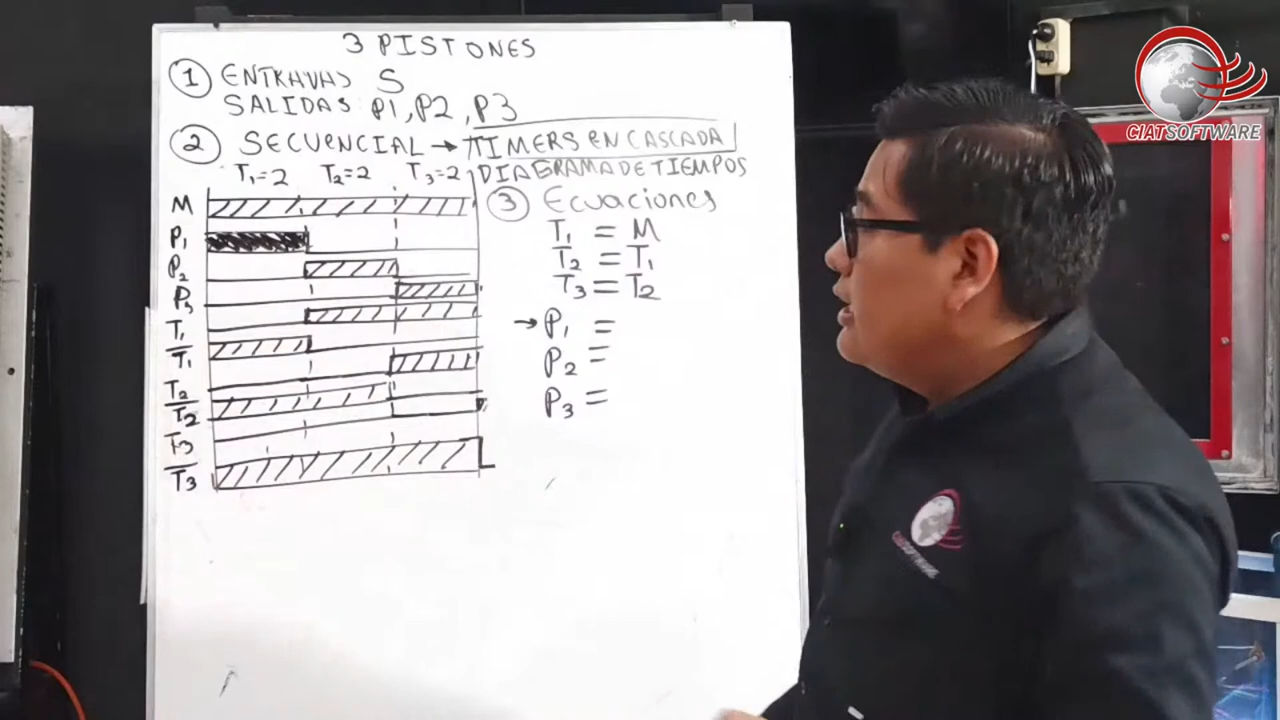 3 PISTONES
① ENTRADAS S
SALIDAS: P1, P2, P3
② SECUENCIAL → TIMERS EN CASCADA
DIAGRAMA DE TIEMPOS
T1=2 T2=2 T3=2
M
P1
P2
P3
T1
T̅1
T2
T̅2
T3
T̅3
③ Ecuaciones
T1 = M
T2 = T1
T3 = T2
→ P1 =
P2 =
P3 =
CIATSOFTWARE
CIATSOFTWARE